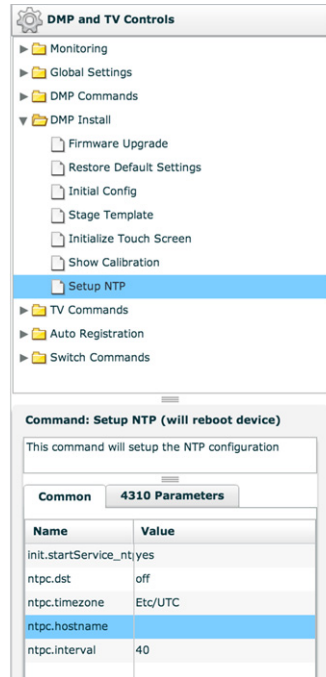 DMP and TV Controls
Monitoring
Global Settings
DMP Commands
DMP Install
Firmware Upgrade
Restore Default Settings
Initial Config
Stage Template
Initialize Touch Screen
Show Calibration
Setup NTP
TV Commands
Auto Registration
Switch Commands
Command: Setup NTP (will reboot device)
This command will setup the NTP configuration
Common 4310 Parameters
Name Value
init.startService_ntp yes
ntpc.dst off
ntpc.timezone Etc/UTC
ntpc.hostname
ntpc.interval 40